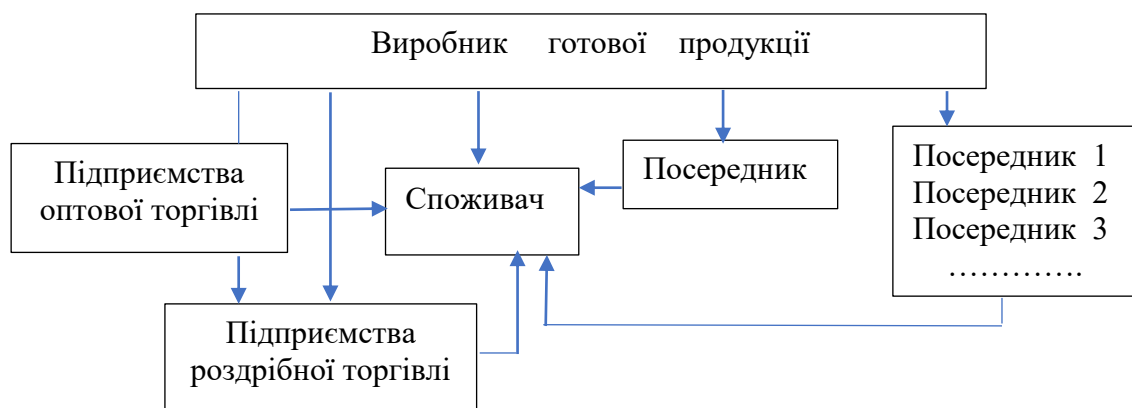 Виробник готової продукції
Підприємства
оптової торгівлі
Споживач
Посередник
Посередник 1
Посередник 2
Посередник 3
………….
Підприємства
роздрібної торгівлі